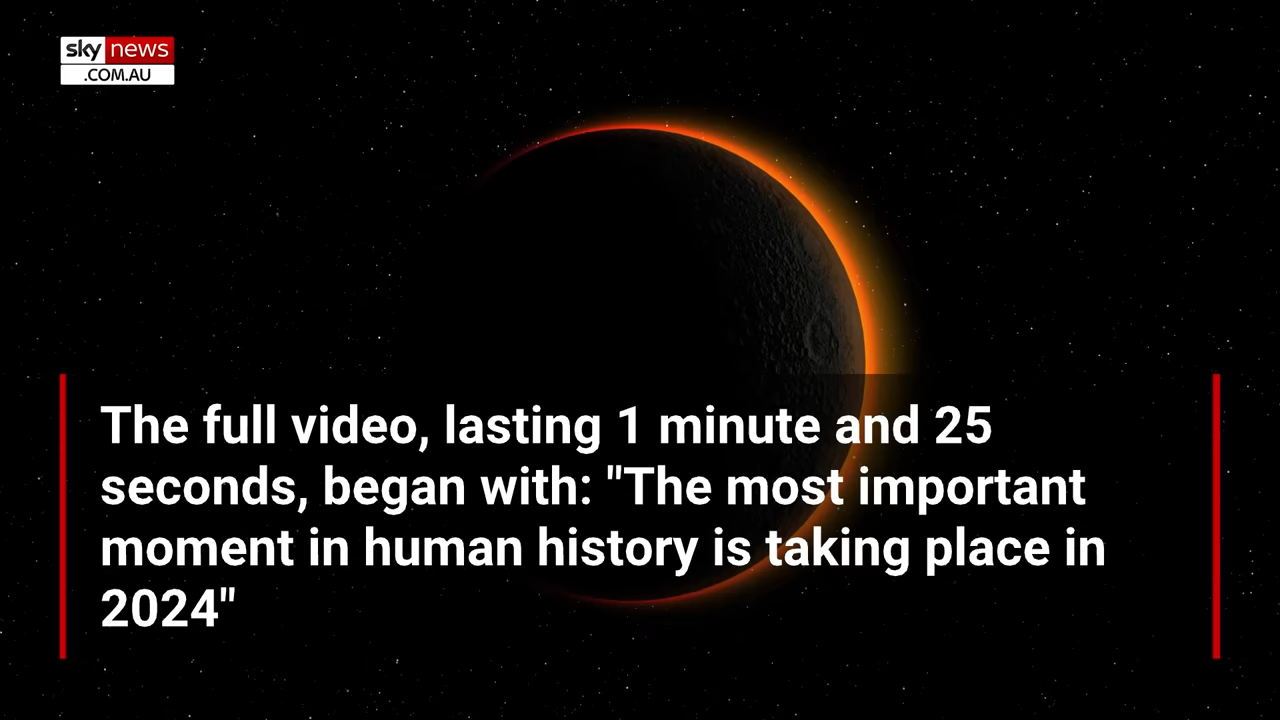 sky news
.COM.AU
The full video, lasting 1 minute and 25
seconds, began with: "The most important
moment in human history is taking place in
2024"